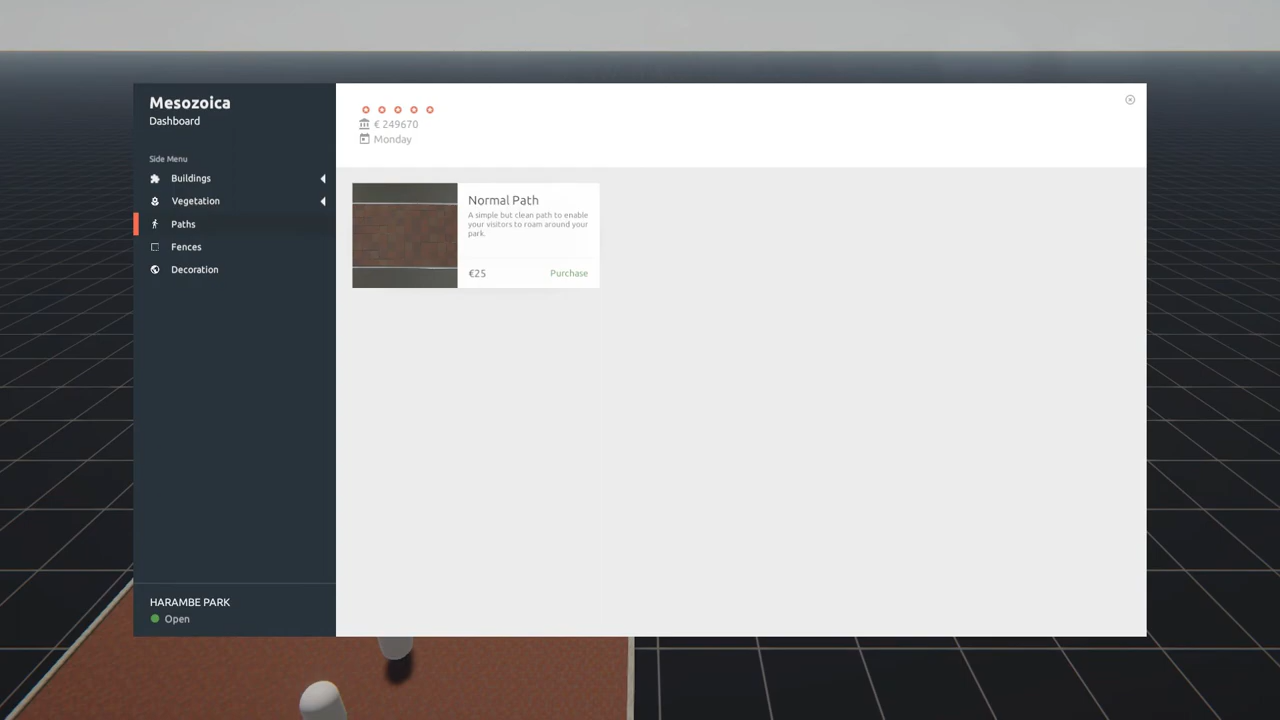 Mesozoica
Dashboard
Side Menu
Buildings
Vegetation
Paths
Fences
Decoration
HARAMBE PARK
Open
€ 249670
Monday
Normal Path
A simple but clean path to enable
your visitors to roam around your
park.
€25 Purchase